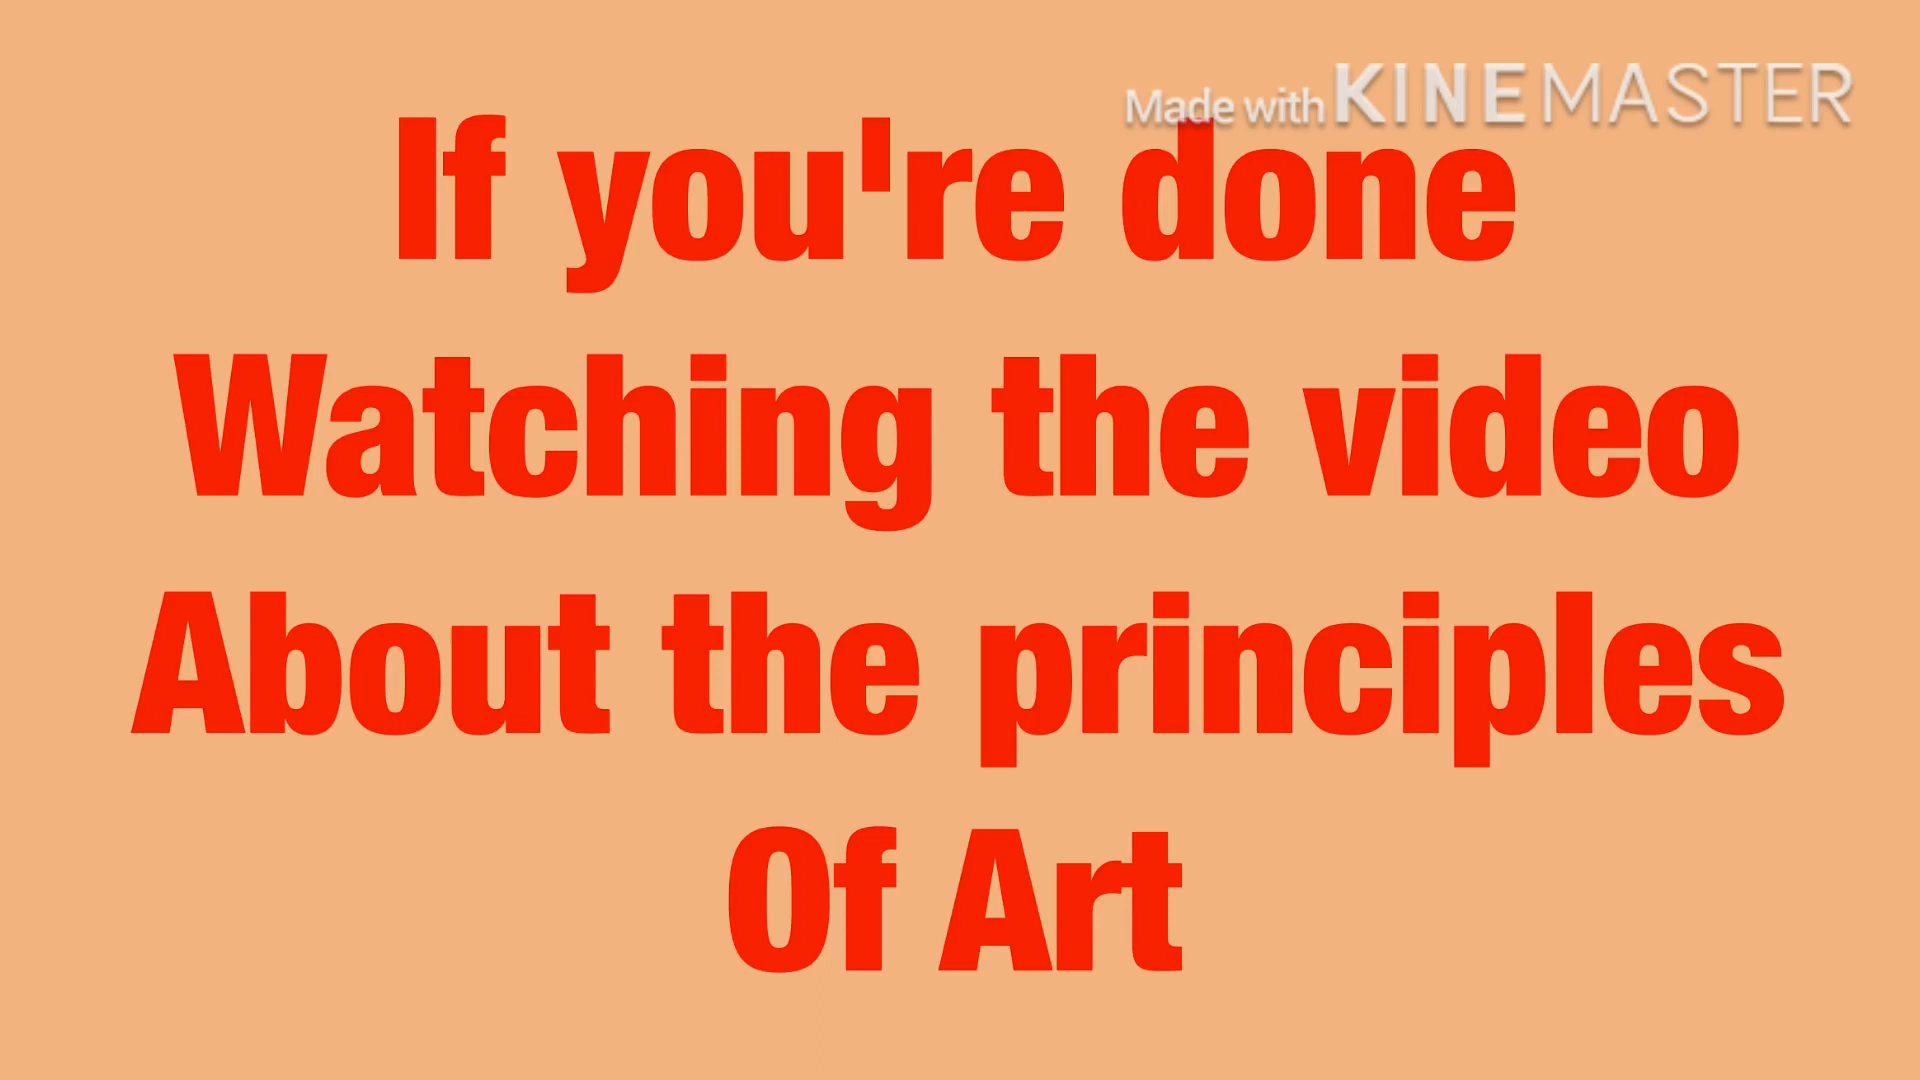 Made with KINEMASTER
If you're done
Watching the video
About the principles
Of Art